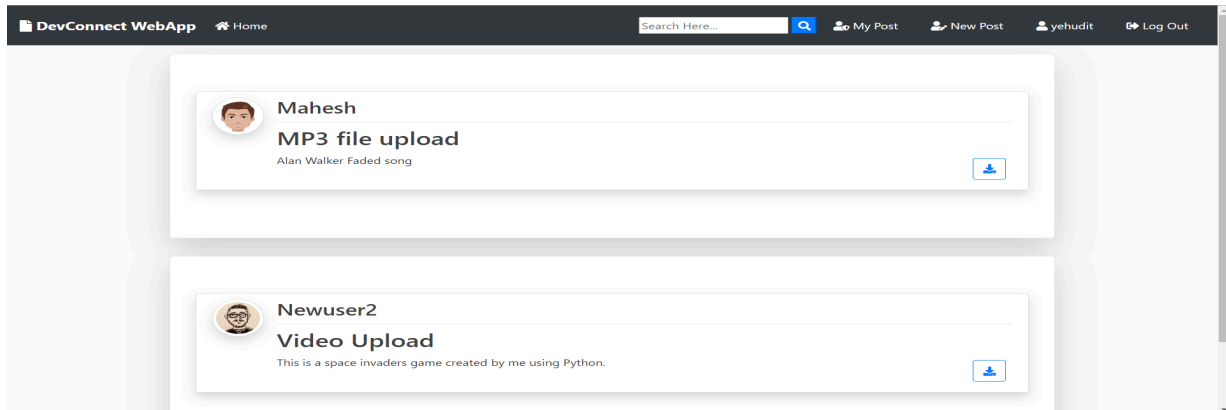 DevConnect WebApp Home Search Here... My Post New Post yehudit Log Out
Mahesh
MP3 file upload
Alan Walker Faded song
Newuser2
Video Upload
This is a space invaders game created by me using Python.